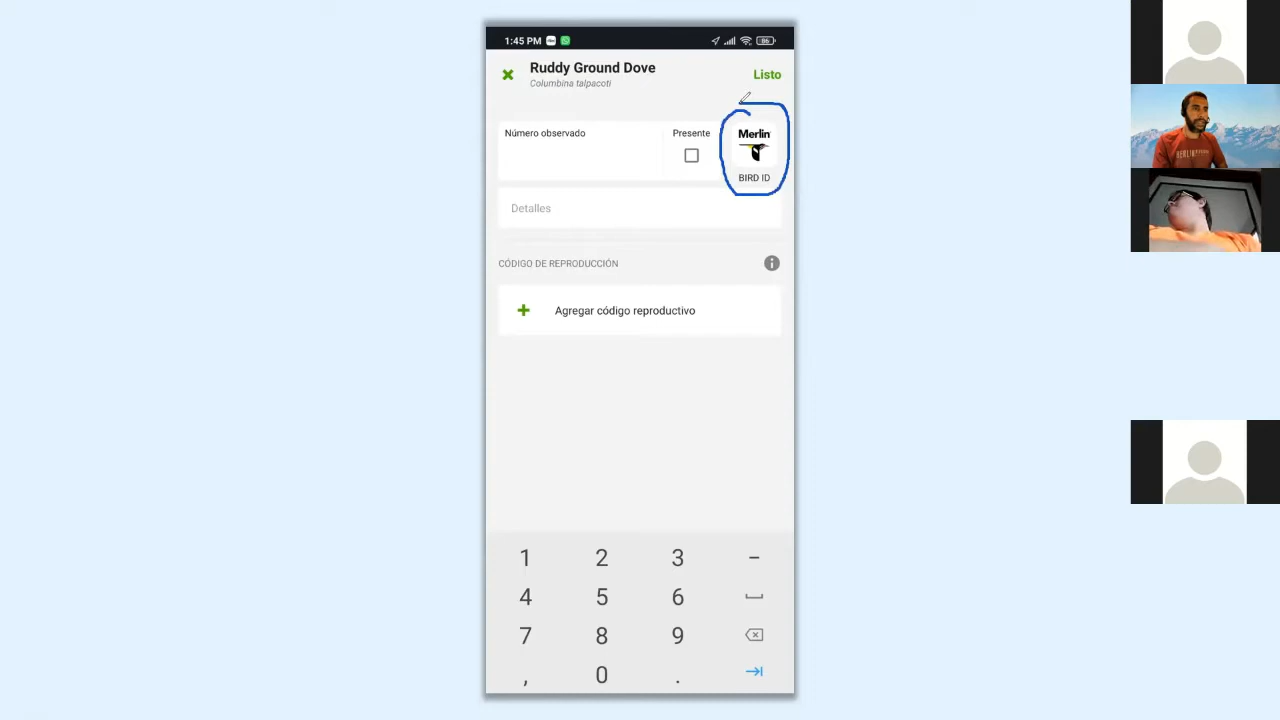 1:45 PM
86
Ruddy Ground Dove
Columbina talpacoti
Listo
Número observado
Presente
Merlin
BIRD ID
Detalles
CÓDIGO DE REPRODUCCIÓN
Agregar código reproductivo
1 2 3 –
4 5 6
7 8 9
, 0 .